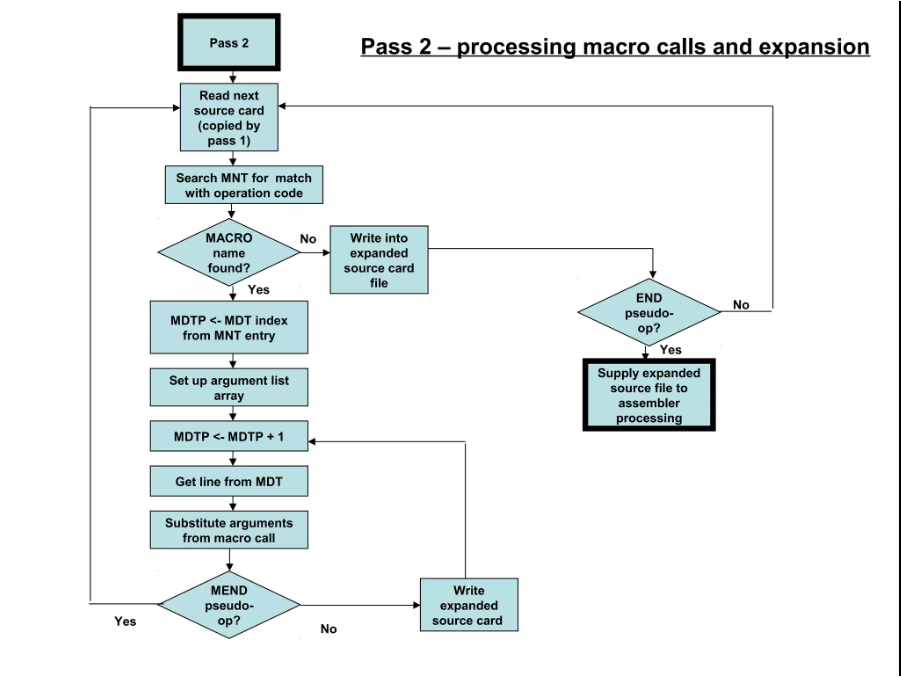 Pass 2
Pass 2 – processing macro calls and expansion
Read next
source card
(copied by
pass 1)
Search MNT for match
with operation code
MACRO
name
found?
No
Write into
expanded
source card
file
Yes
MDTP <- MDT index
from MNT entry
END
pseudo-
op?
No
Yes
Set up argument list
array
Supply expanded
source file to
assembler
processing
MDTP <- MDTP + 1
Get line from MDT
Substitute arguments
from macro call
MEND
pseudo-
op?
Yes
No
Write
expanded
source card